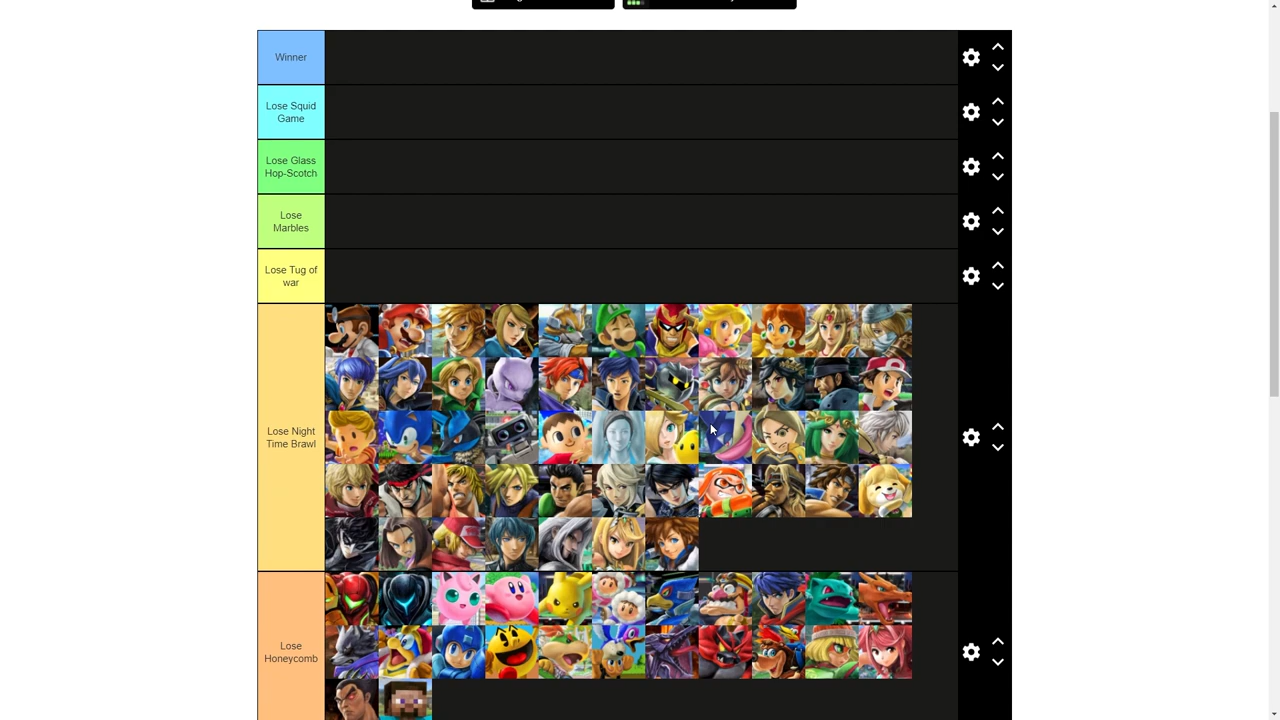 Winner
Lose Squid
Game
Lose Glass
Hop-Scotch
Lose
Marbles
Lose Tug of
war
Lose Night
Time Brawl
Lose
Honeycomb